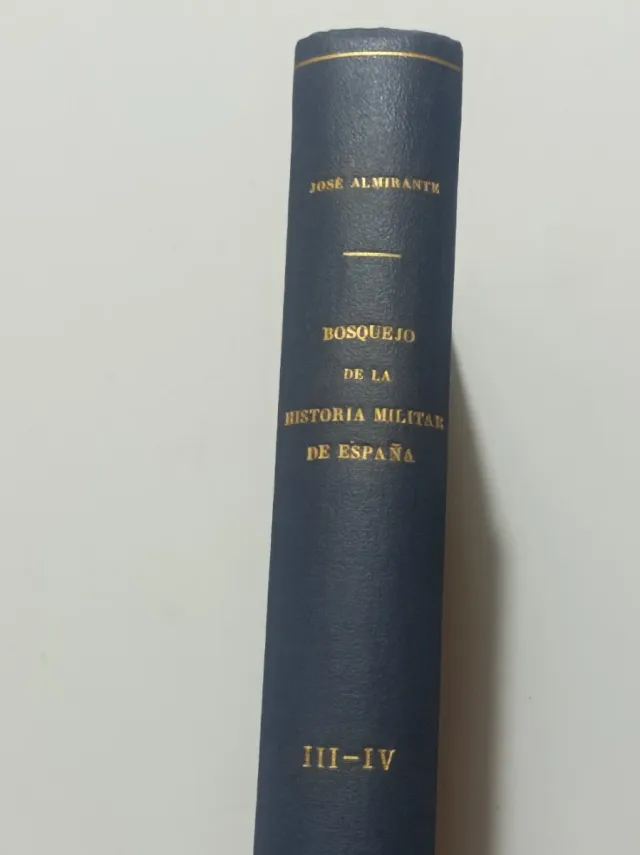 JOSÉ ALMIRANTE
BOSQUEJO
DE LA
HISTORIA MILITAR
DE ESPAÑA
III-IV